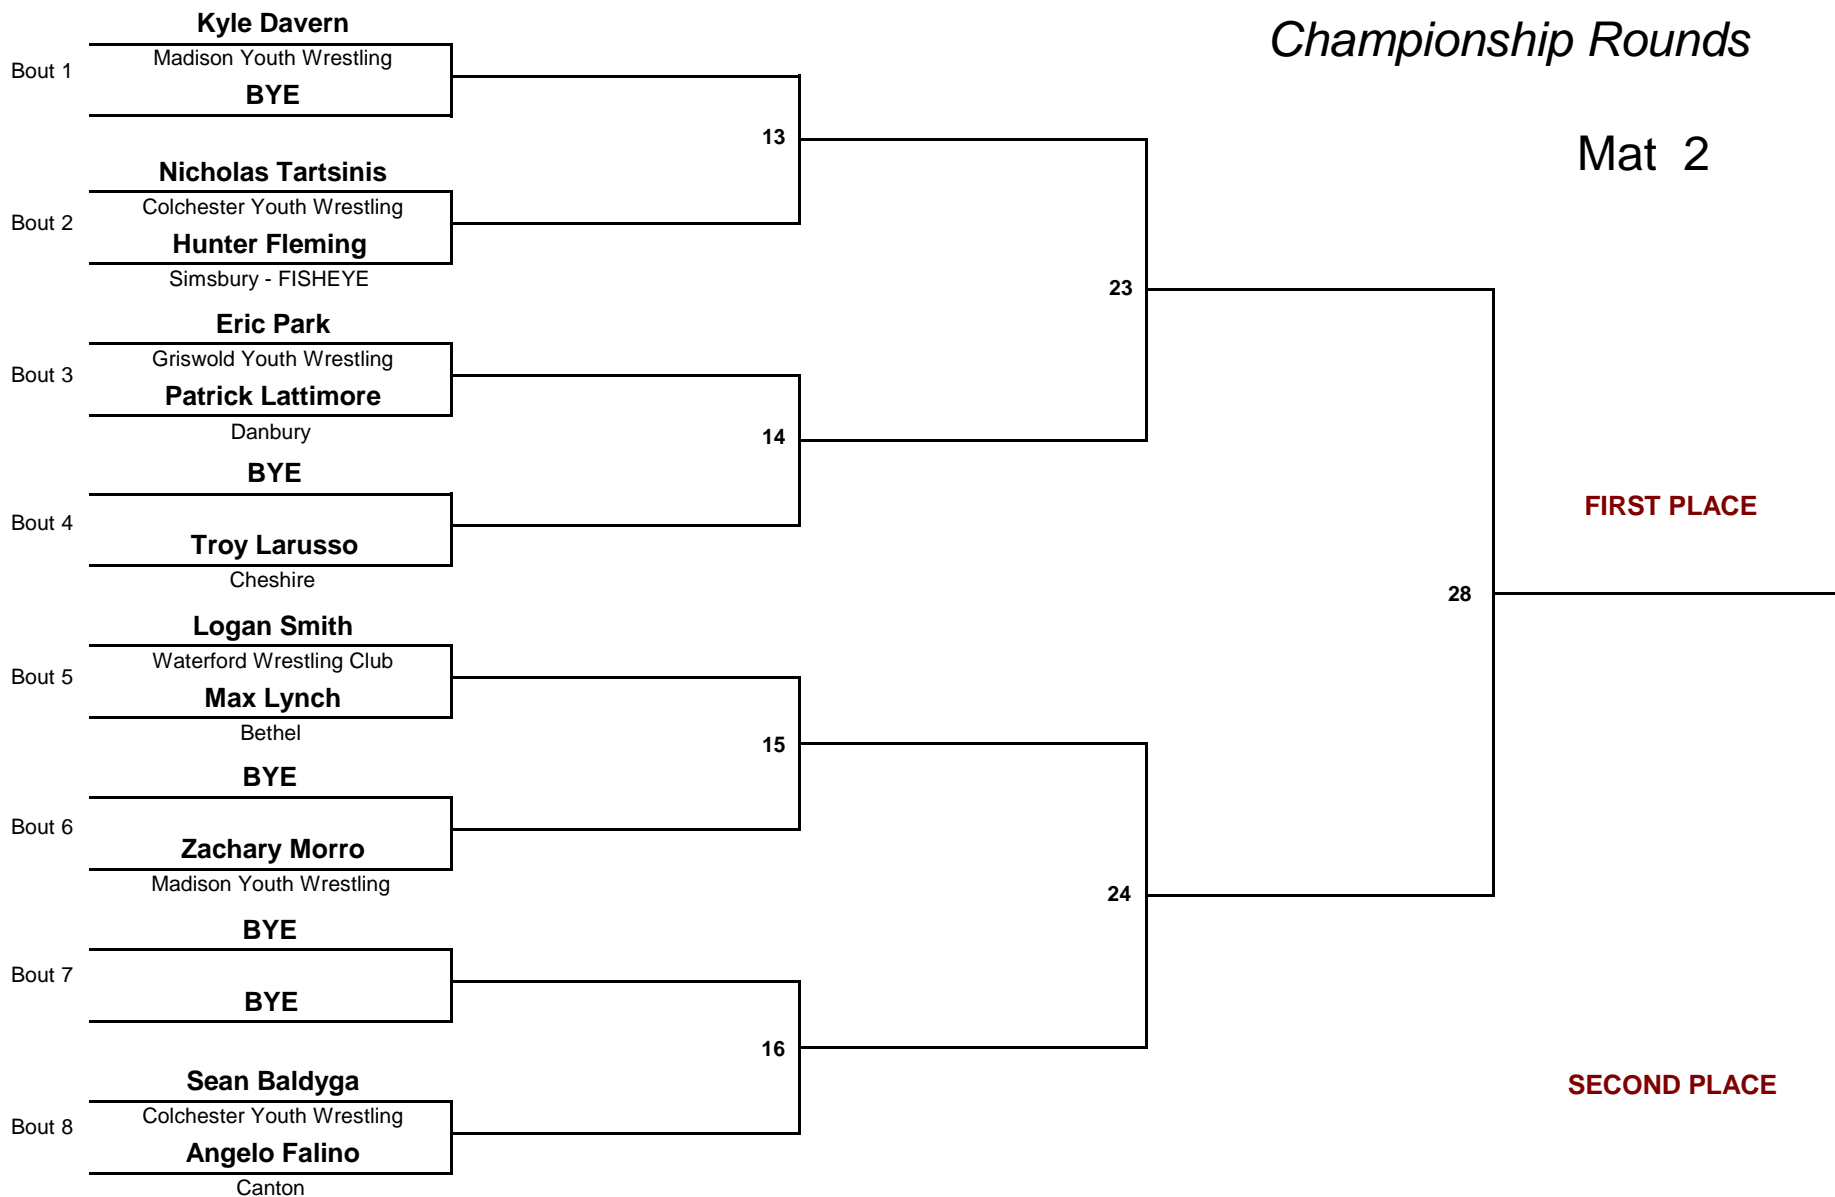 Championship Rounds
Mat 2
Kyle Davern
Bout 1
Madison Youth Wrestling
BYE
13
Nicholas Tartsinis
Bout 2
Colchester Youth Wrestling
Hunter Fleming
Simsbury - FISHEYE
23
Eric Park
Bout 3
Griswold Youth Wrestling
Patrick Lattimore
Danbury
14
BYE
Bout 4
Troy Larusso
Cheshire
FIRST PLACE
28
Logan Smith
Bout 5
Waterford Wrestling Club
Max Lynch
Bethel
15
BYE
Bout 6
Zachary Morro
Madison Youth Wrestling
24
BYE
Bout 7
BYE
16
Sean Baldyga
Bout 8
Colchester Youth Wrestling
Angelo Falino
Canton
SECOND PLACE